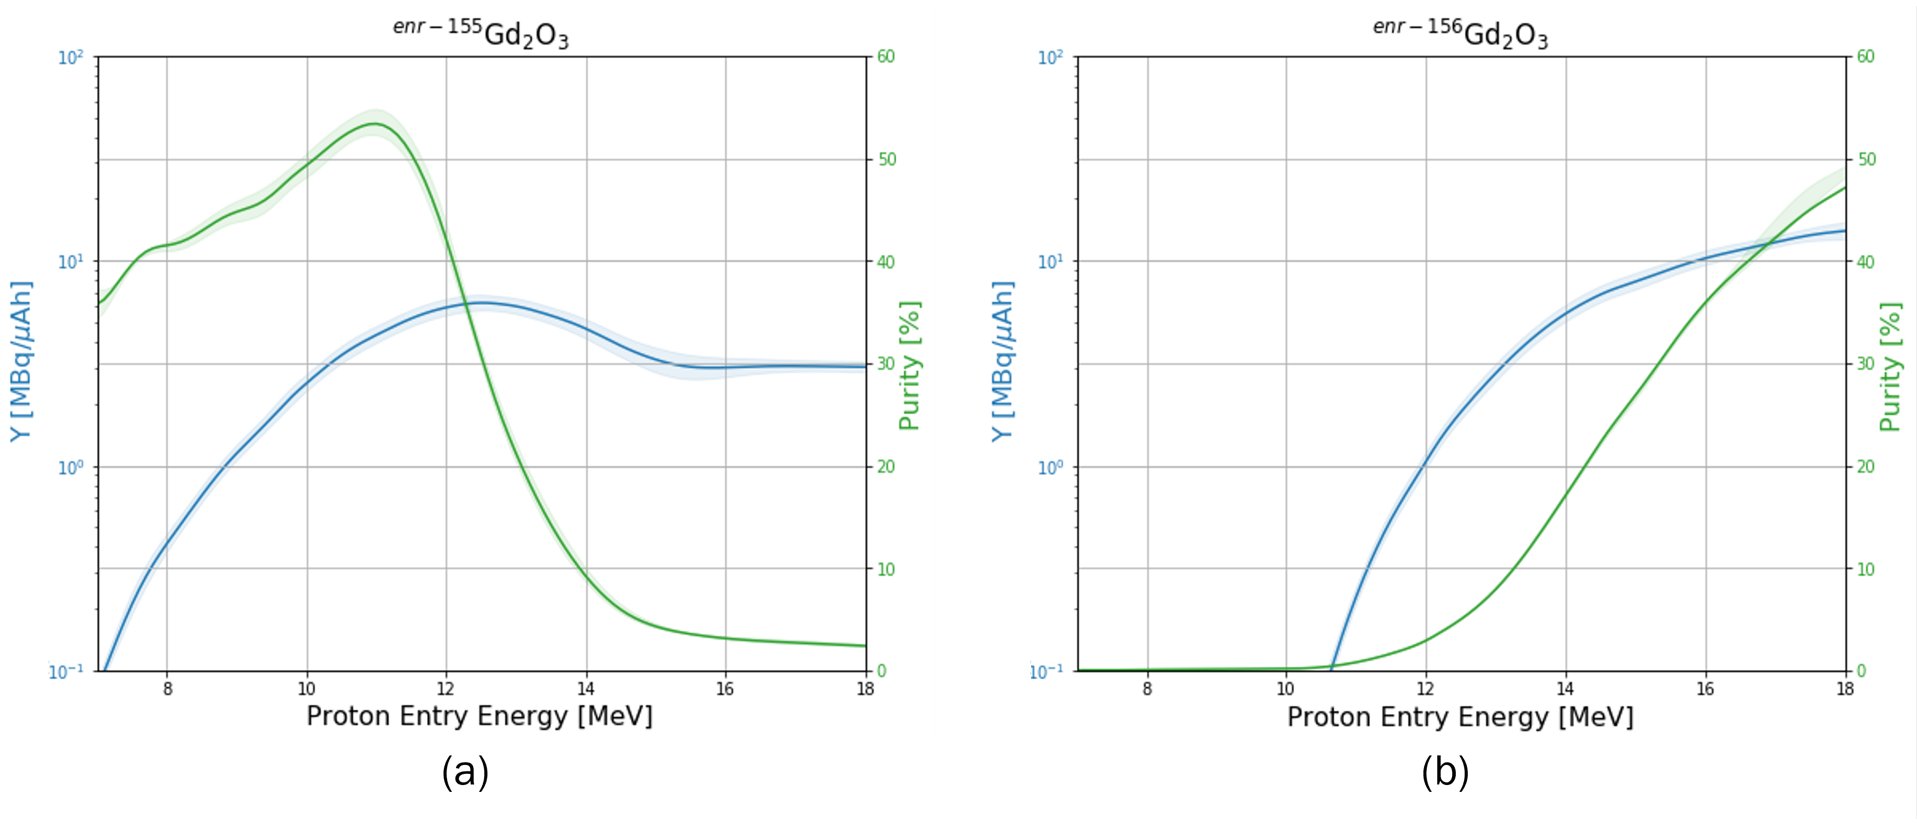 enr−155Gd2O3
102
101
100
10−1
Y [MBq/μAh]
60
50
40
30
20
10
0
Purity [%]
8 10 12 14 16 18
Proton Entry Energy [MeV]
(a)
enr−156Gd2O3
102
101
100
10−1
Y [MBq/μAh]
60
50
40
30
20
10
0
Purity [%]
8 10 12 14 16 18
Proton Entry Energy [MeV]
(b)